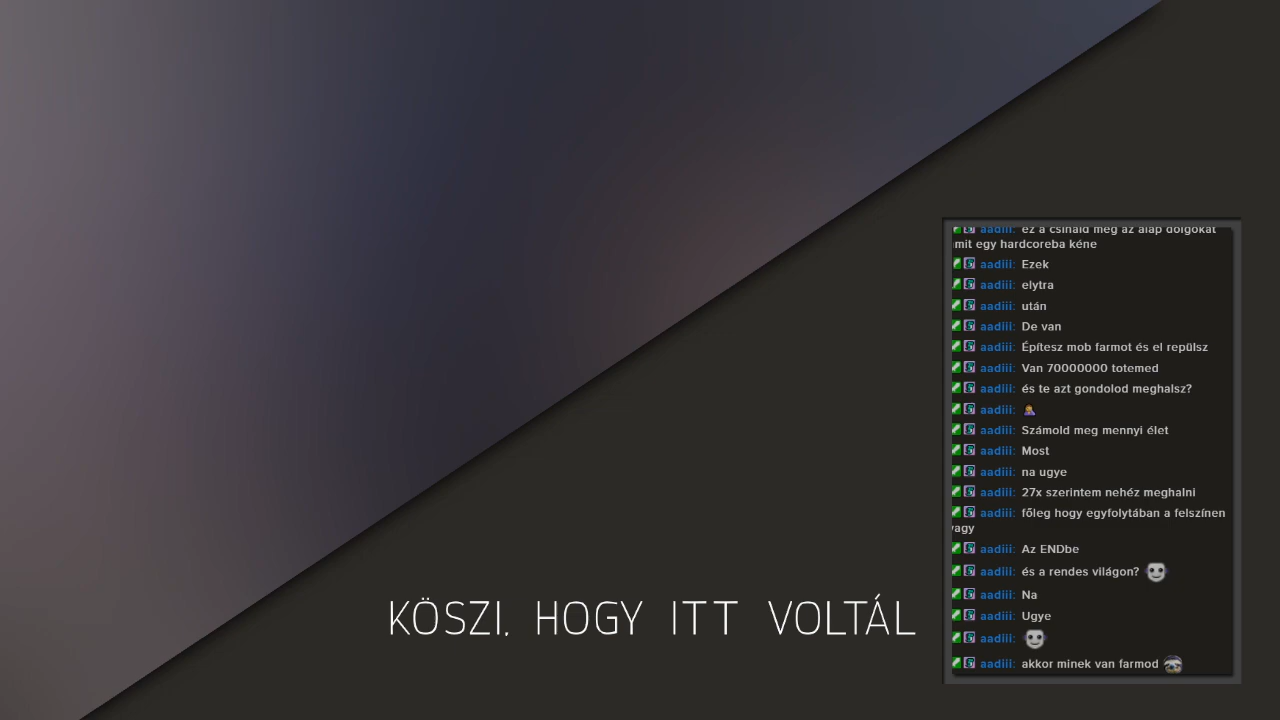 ez a csináld meg az alap dolgokat
mit egy hardcoreba kéne
aadiii: Ezek
aadiii: elytra
aadiii: után
aadiii: De van
aadiii: Építesz mob farmot és el repülsz
aadiii: Van 70000000 totemed
aadiii: és te azt gondolod meghalsz?
aadiii:
aadiii: Számold meg mennyi élet
aadiii: Most
aadiii: na ugye
aadiii: 27x szerintem nehéz meghalni
aadiii: főleg hogy egyfolytában a felszínen
vagy
aadiii: Az ENDbe
aadiii: és a rendes világon?
aadiii: Na
aadiii: Ugye
aadiii:
aadiii: akkor minek van farmod
KÖSZI, HOGY ITT VOLTÁL